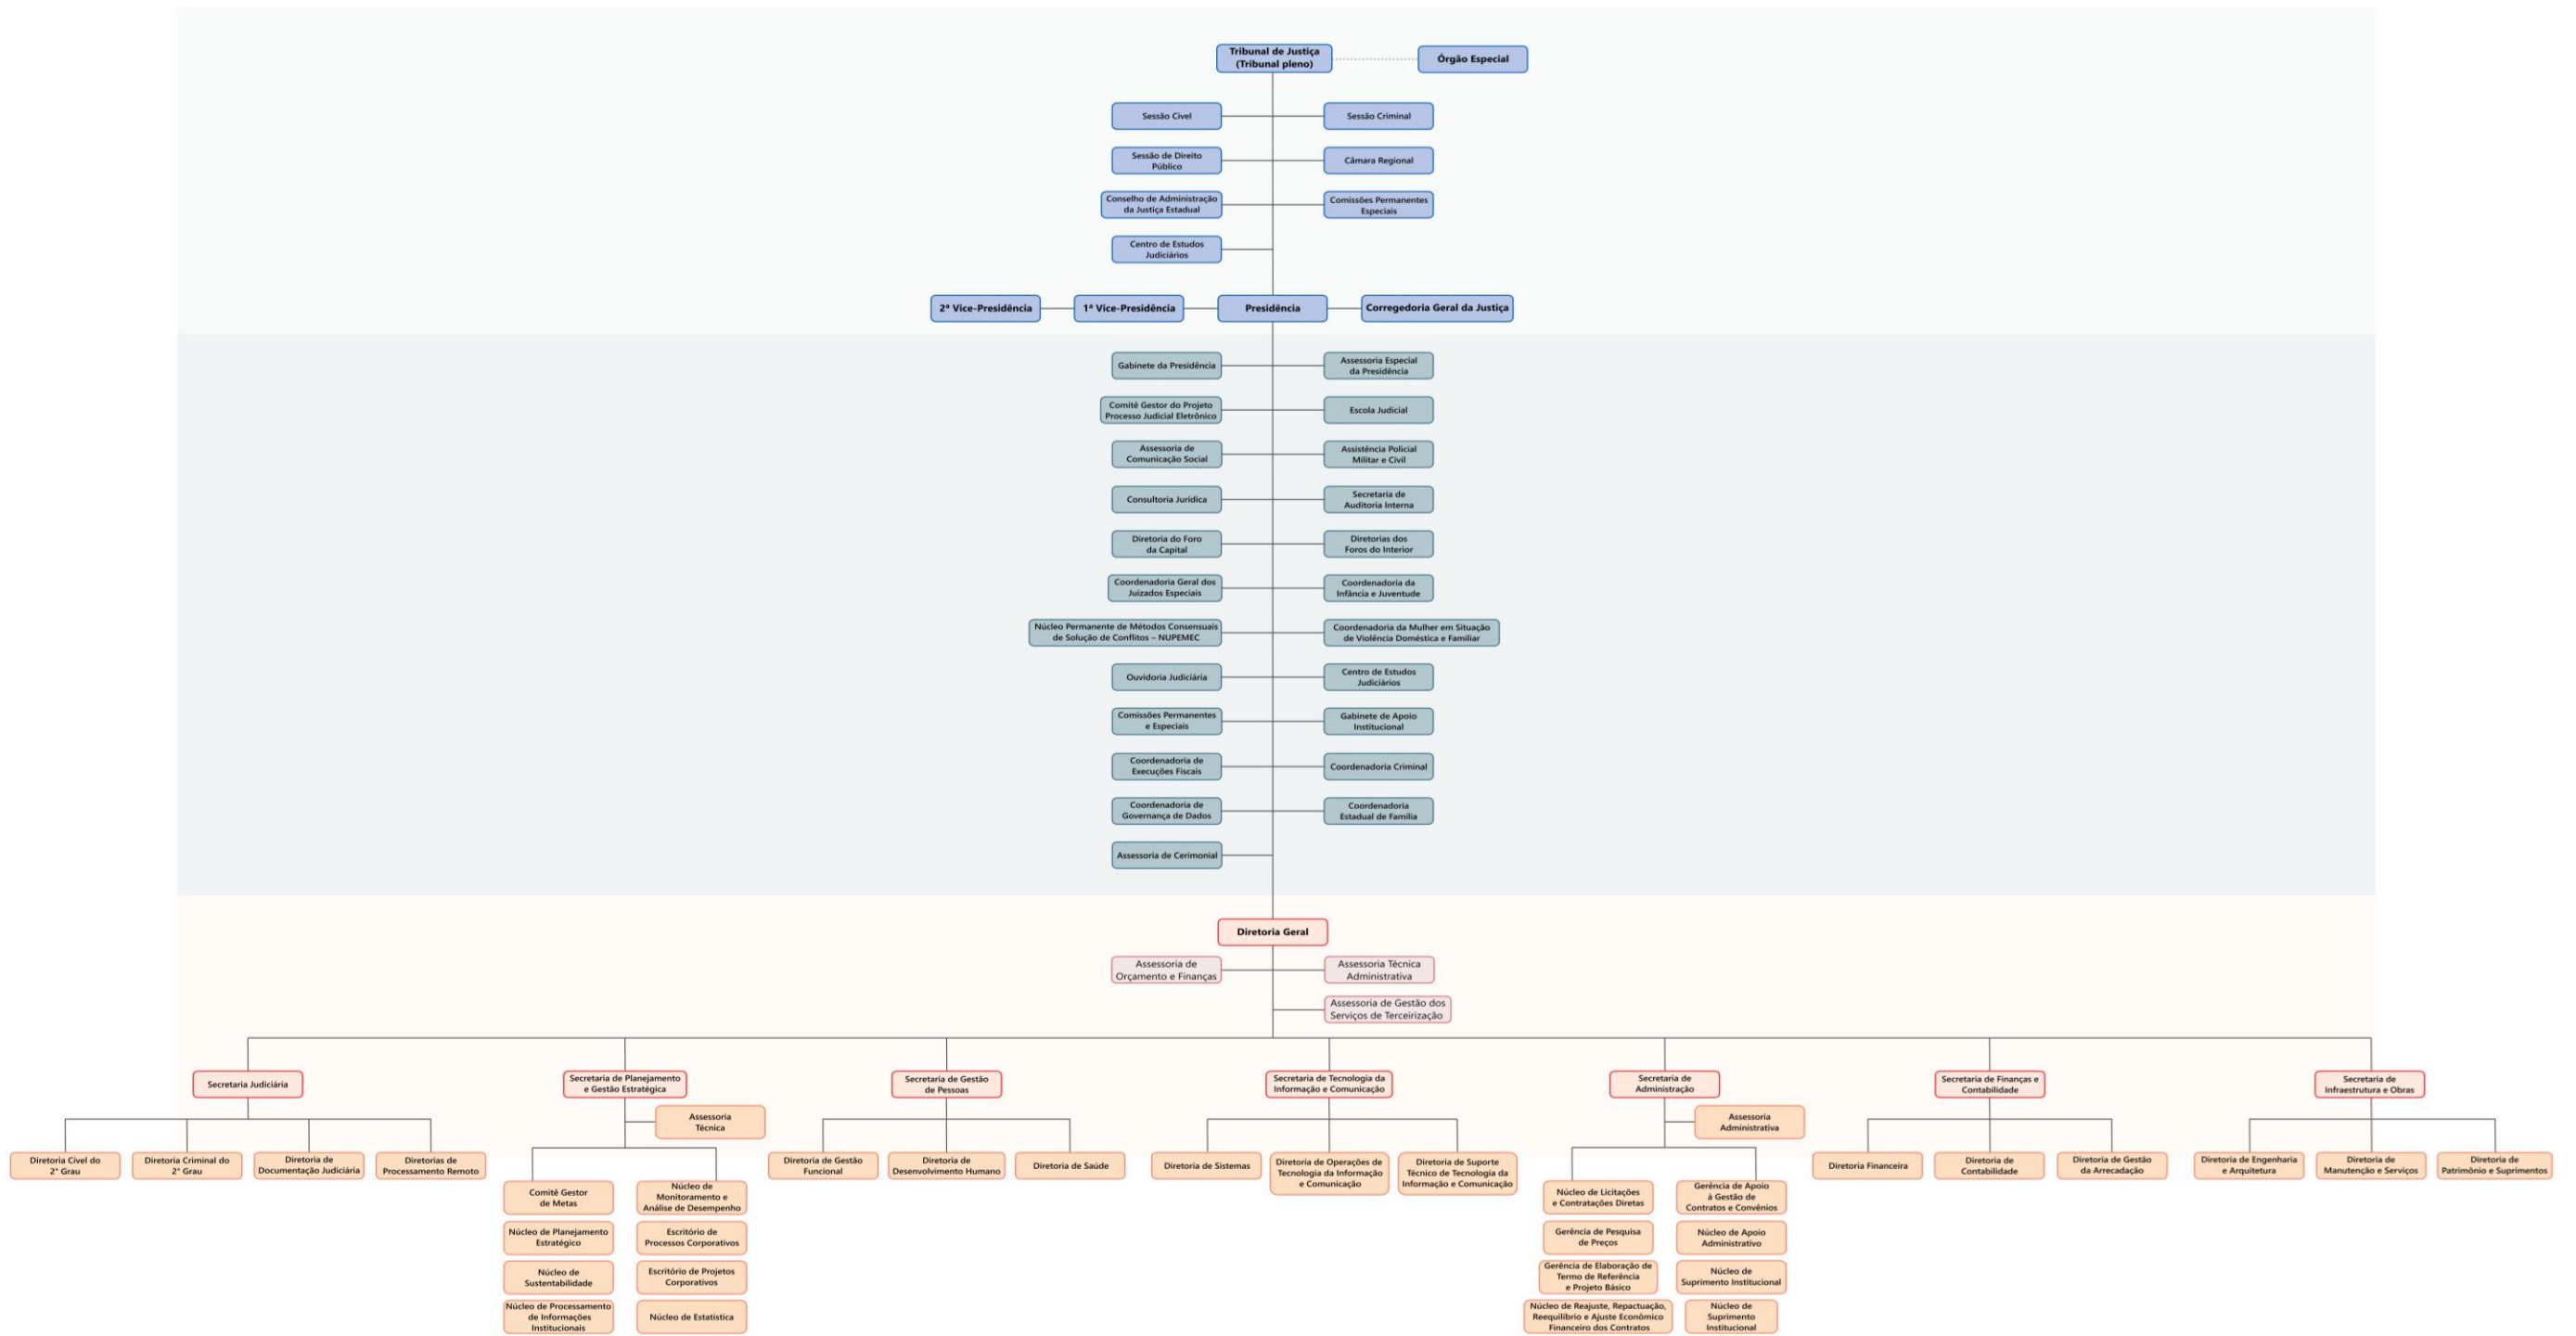 Tribunal de Justiça
(Tribunal pleno)
Órgão Especial
Sessão Cível
Sessão Criminal
Sessão de Direito
Público
Câmara Regional
Conselho de Administração
da Justiça Estadual
Comissões Permanentes
Especiais
Centro de Estudos
Judiciários
2ª Vice-Presidência
1ª Vice-Presidência
Presidência
Corregedoria Geral da Justiça
Gabinete da Presidência
Assessoria Especial
da Presidência
Comitê Gestor do Projeto
Processo Judicial Eletrônico
Escola Judicial
Assessoria de
Comunicação Social
Assistência Policial
Militar e Civil
Consultoria Jurídica
Secretaria de
Auditoria Interna
Diretoria do Foro
da Capital
Diretorias dos
Foros do Interior
Coordenadoria Geral dos
Juizados Especiais
Coordenadoria da
Infância e Juventude
Núcleo Permanente de Métodos Consensuais
de Solução de Conflitos – NUPEMEC
Coordenadoria da Mulher em Situação
de Violência Doméstica e Familiar
Ouvidoria Judiciária
Centro de Estudos
Judiciários
Comissões Permanentes
e Especiais
Gabinete de Apoio
Institucional
Coordenadoria de
Execuções Fiscais
Coordenadoria Criminal
Coordenadoria de
Governança de Dados
Coordenadoria
Estadual de Família
Assessoria de Cerimonial
Diretoria Geral
Assessoria de
Orçamento e Finanças
Assessoria Técnica
Administrativa
Assessoria de Gestão dos
Serviços de Terceirização
Secretaria Judiciária
Secretaria de Planejamento
e Gestão Estratégica
Secretaria de Gestão
de Pessoas
Secretaria de Tecnologia da
Informação e Comunicação
Secretaria de
Administração
Secretaria de Finanças e
Contabilidade
Secretaria de
Infraestrutura e Obras
Assessoria
Técnica
Assessoria
Administrativa
Diretoria Cível do
2° Grau
Diretoria Criminal do
2° Grau
Diretoria de
Documentação Judiciária
Diretorias de
Processamento Remoto
Diretoria de Gestão
Funcional
Diretoria de
Desenvolvimento Humano
Diretoria de Saúde
Diretoria de Sistemas
Diretoria de Operações de
Tecnologia da Informação
e Comunicação
Diretoria de Suporte
Técnico de Tecnologia da
Informação e Comunicação
Diretoria Financeira
Diretoria de
Contabilidade
Diretoria de Gestão
da Arrecadação
Diretoria de Engenharia
e Arquitetura
Diretoria de
Manutenção e Serviços
Diretoria de
Patrimônio e Suprimentos
Comitê Gestor
de Metas
Núcleo de
Monitoramento e
Análise de Desempenho
Núcleo de Planejamento
Estratégico
Escritório de
Processos Corporativos
Núcleo de
Sustentabilidade
Escritório de Projetos
Corporativos
Núcleo de Processamento
de Informações
Institucionais
Núcleo de Estatística
Núcleo de Licitações
e Contratações Diretas
Gerência de Apoio
à Gestão de
Contratos e Convênios
Gerência de Pesquisa
de Preços
Núcleo de Apoio
Administrativo
Gerência de Elaboração de
Termo de Referência
e Projeto Básico
Núcleo de
Suprimento Institucional
Núcleo de Reajuste, Repactuação,
Reequilíbrio e Ajuste Econômico
Financeiro dos Contratos
Núcleo de
Suprimento
Institucional